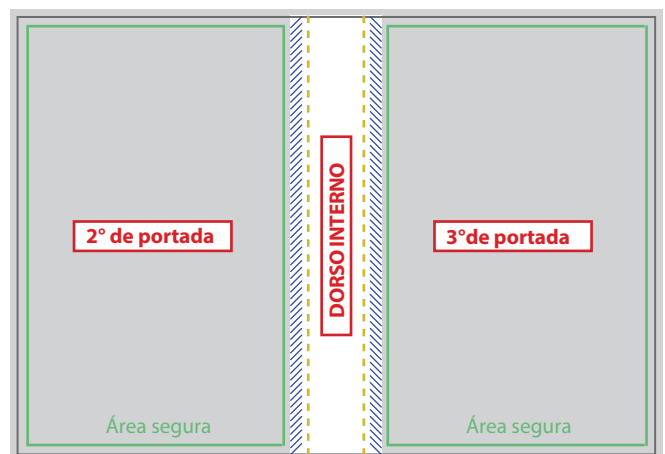 2° de portada
DORSO INTERNO
3°de portada
Área segura
Área segura